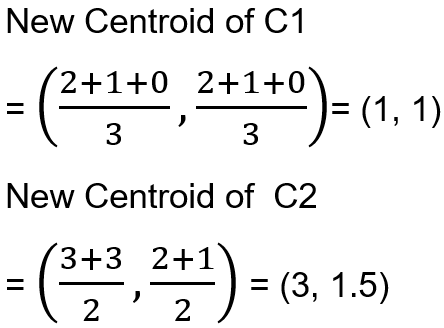 New Centroid of C1
= (2+1+0/3, 2+1+0/3)= (1, 1)
New Centroid of C2
= (3+3/2, 2+1/2) = (3, 1.5)